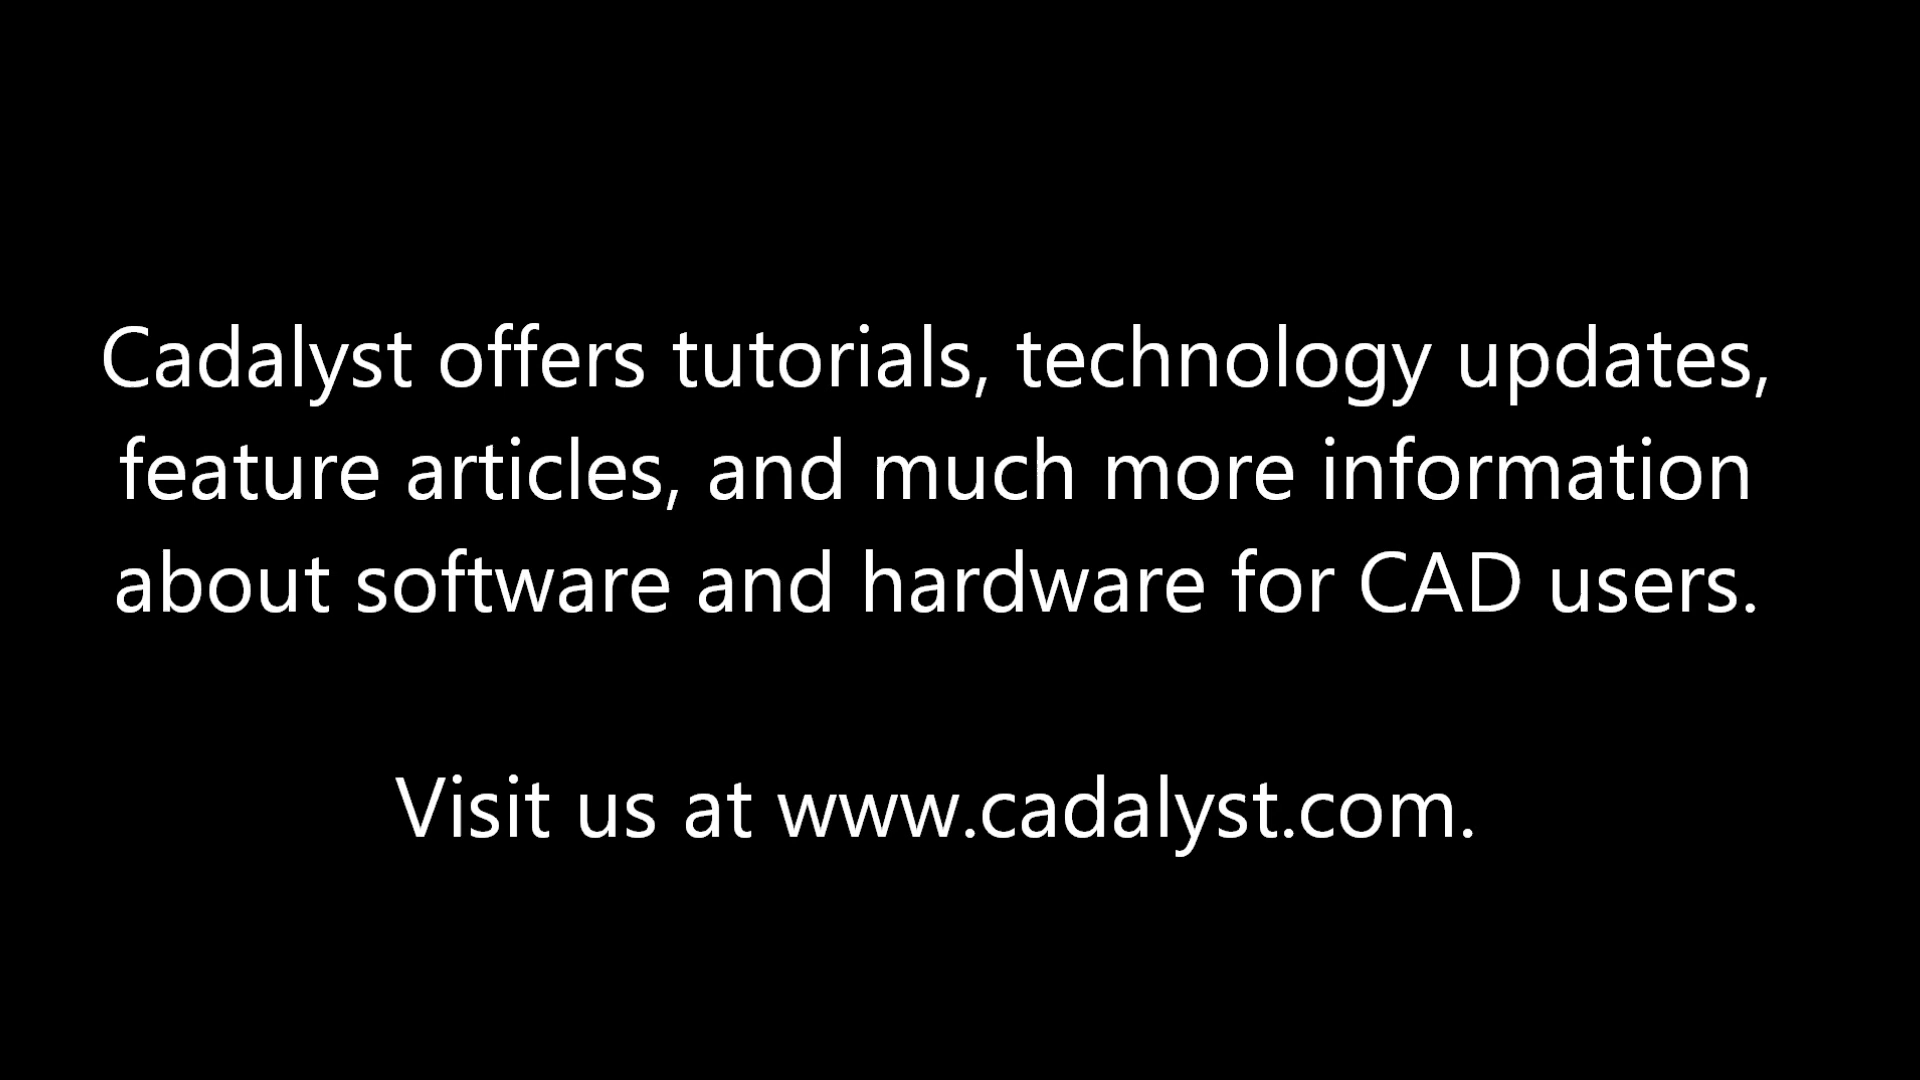 Cadalyst offers tutorials, technology updates,
feature articles, and much more information
about software and hardware for CAD users.
Visit us at www.cadalyst.com.